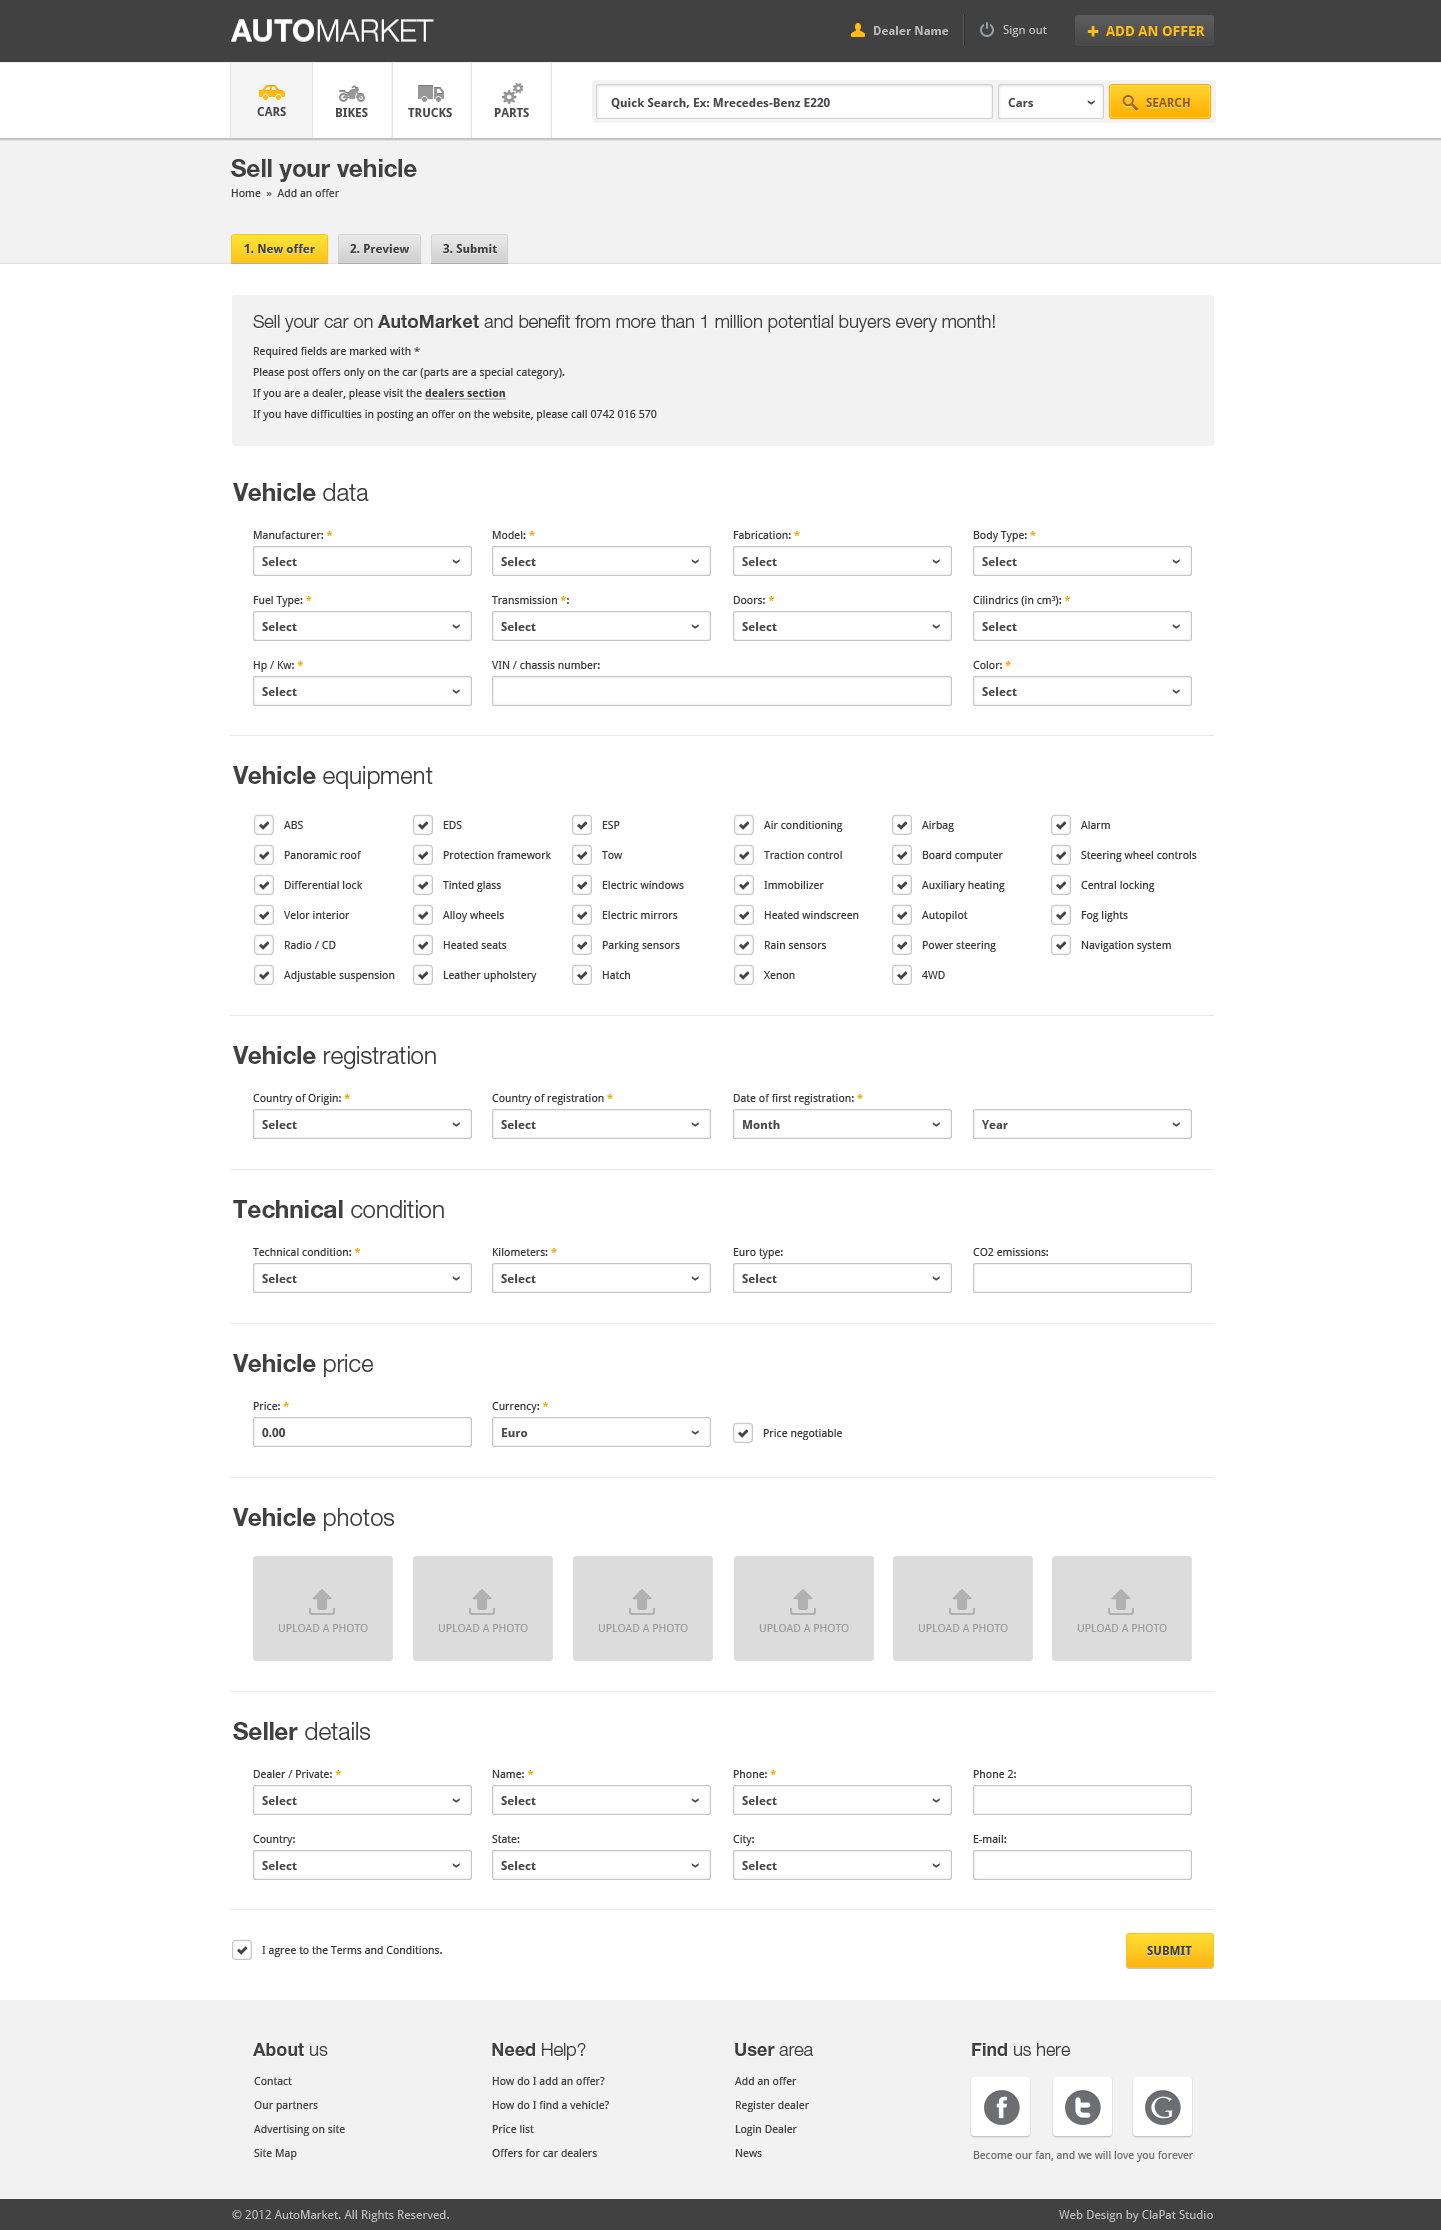 AUTOMARKET
Dealer Name
Sign out
+ ADD AN OFFER
CARS
BIKES
TRUCKS
PARTS
Quick Search, Ex: Mrecedes-Benz E220
Cars
SEARCH
Sell your vehicle
Home » Add an offer
1. New offer
2. Preview
3. Submit
Sell your car on AutoMarket and benefit from more than 1 million potential buyers every month!
Required fields are marked with *
Please post offers only on the car (parts are a special category).
If you are a dealer, please visit the dealers section
If you have difficulties in posting an offer on the website, please call 0742 016 570
Vehicle data
Manufacturer: * Model: * Fabrication: * Body Type: *
Select Select Select Select
Fuel Type: * Transmission *: Doors: * Cilindrics (in cm³): *
Select Select Select Select
Hp / Kw: * VIN / chassis number: Color: *
Select Select
Vehicle equipment
ABS EDS ESP Air conditioning Airbag Alarm
Panoramic roof Protection framework Tow Traction control Board computer Steering wheel controls
Differential lock Tinted glass Electric windows Immobilizer Auxiliary heating Central locking
Velor interior Alloy wheels Electric mirrors Heated windscreen Autopilot Fog lights
Radio / CD Heated seats Parking sensors Rain sensors Power steering Navigation system
Adjustable suspension Leather upholstery Hatch Xenon 4WD
Vehicle registration
Country of Origin: * Country of registration * Date of first registration: *
Select Select Month Year
Technical condition
Technical condition: * Kilometers: * Euro type: CO2 emissions:
Select Select Select
Vehicle price
Price: * Currency: *
0.00 Euro Price negotiable
Vehicle photos
UPLOAD A PHOTO UPLOAD A PHOTO UPLOAD A PHOTO UPLOAD A PHOTO UPLOAD A PHOTO UPLOAD A PHOTO
Seller details
Dealer / Private: * Name: * Phone: * Phone 2:
Select Select Select
Country: State: City: E-mail:
Select Select Select
I agree to the Terms and Conditions.
SUBMIT
About us Need Help? User area Find us here
Contact How do I add an offer? Add an offer
Our partners How do I find a vehicle? Register dealer
Advertising on site Price list Login Dealer
Site Map Offers for car dealers News
f t G
Become our fan, and we will love you forever
© 2012 AutoMarket. All Rights Reserved.
Web Design by ClaPat Studio